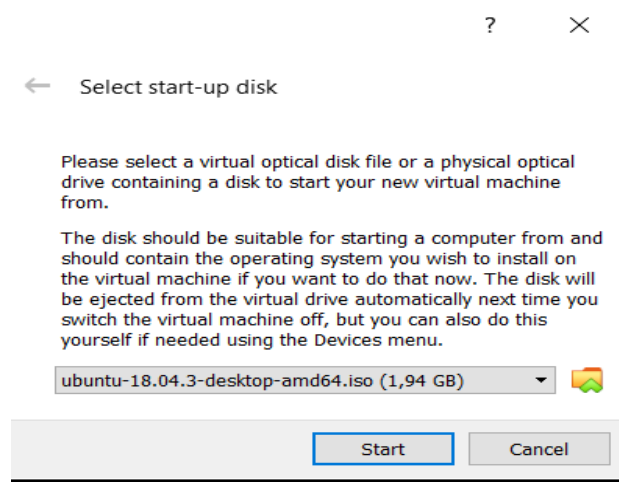 ?
Select start-up disk
Please select a virtual optical disk file or a physical optical
drive containing a disk to start your new virtual machine
from.
The disk should be suitable for starting a computer from and
should contain the operating system you wish to install on
the virtual machine if you want to do that now. The disk will
be ejected from the virtual drive automatically next time you
switch the virtual machine off, but you can also do this
yourself if needed using the Devices menu.
ubuntu-18.04.3-desktop-amd64.iso (1,94 GB)
Start Cancel